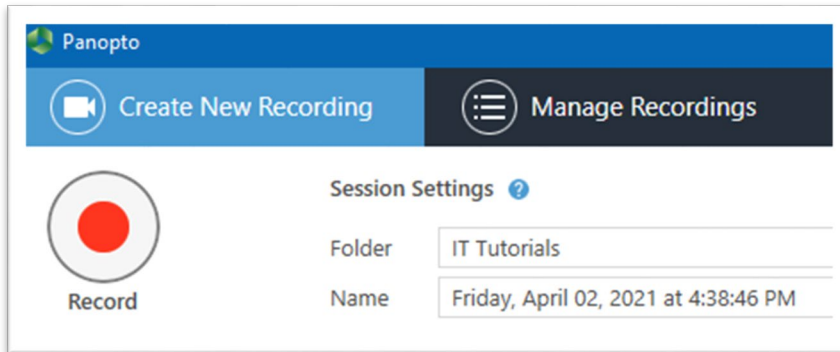 Panopto
Create New Recording
Manage Recordings
Session Settings ?
Folder IT Tutorials
Name Friday, April 02, 2021 at 4:38:46 PM
Record